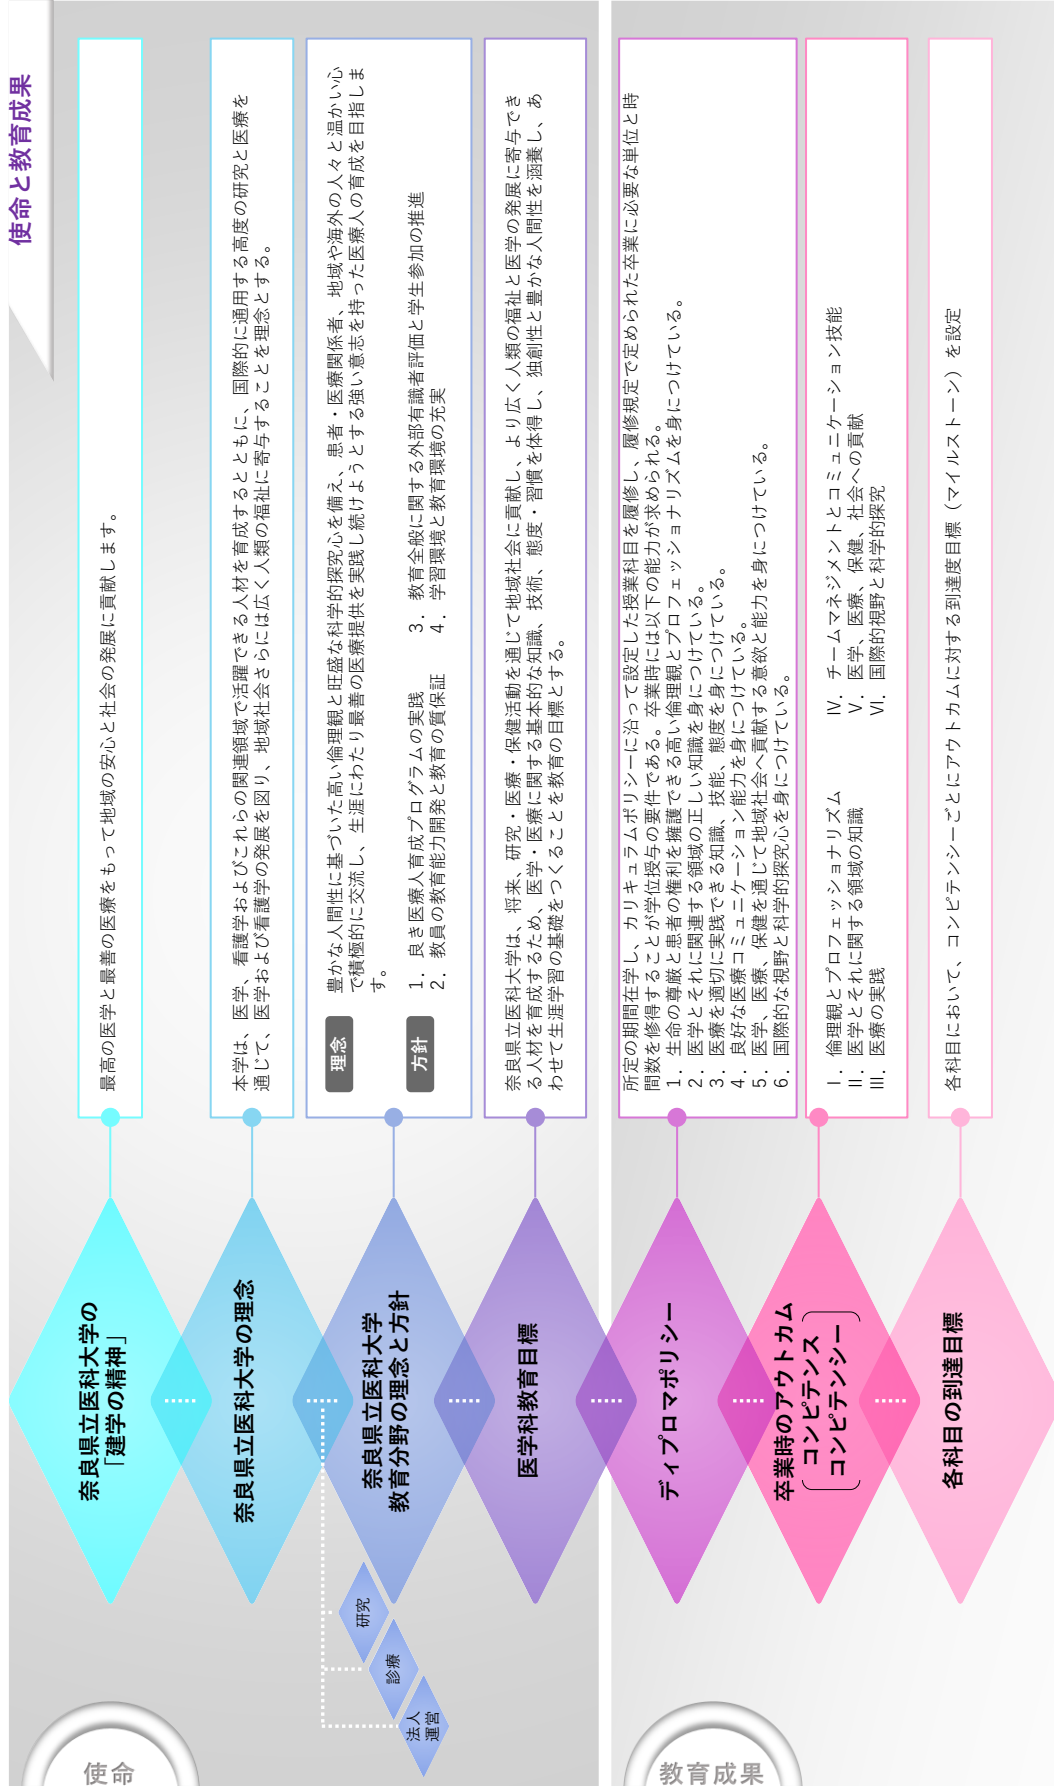 使命と教育成果
使命
奈良県立医科大学の
「建学の精神」
最高の医学と最善の医療をもって地域の安心と社会の発展に貢献します。
奈良県立医科大学の理念
本学は、医学、看護学およびこれらの関連領域で活躍できる人材を育成するとともに、国際的に通用する高度の研究と医療を
通じて、医学および看護学の発展を図り、地域社会さらには広く人類の福祉に寄与することを理念とする。
法人
運営
診療
研究
奈良県立医科大学
教育分野の理念と方針
理念
豊かな人間性に基づいた高い倫理観と旺盛な科学的探究心を備え、患者・医療関係者、地域や海外の人々と温かい心
で積極的に交流し、生涯にわたり最善の医療提供を実践し続けようとする強い意志を持った医療人の育成を目指しま
す。
方針
1. 良き医療人育成プログラムの実践
2. 教員の教育能力開発と教育の質保証
3. 教育全般に関する外部有識者評価と学生参加の推進
4. 学習環境と教育環境の充実
医学科教育目標
奈良県立医科大学は、将来、研究・医療・保健活動を通じて地域社会に貢献し、より広く人類の福祉と医学の発展に寄与でき
る人材を育成するため、医学・医療に関する基本的な知識、技術、態度・習慣を体得し、独創性と豊かな人間性を涵養し、あ
わせて生涯学習の基礎をつくることを教育の目標とする。
教育成果
ディプロマポリシー
所定の期間在学し、カリキュラムポリシーに沿って設定した授業科目を履修し、履修規定で定められた卒業に必要な単位と時
間数を修得することが学位授与の要件である。卒業時には以下の能力が求められる。
1. 生命の尊厳と患者の権利を擁護できる高い倫理観とプロフェッショナリズムを身につけている。
2. 医学とそれに関連する領域の正しい知識を身につけている。
3. 医療を適切に実践できる知識、技能、態度を身につけている。
4. 良好な医療コミュニケーション能力を身につけている。
5. 医学、医療、保健を通じて地域社会へ貢献する意欲と能力を身につけている。
6. 国際的な視野と科学的探究心を身につけている。
卒業時のアウトカム
コンピテンス
コンピテンシー
Ⅰ. 倫理観とプロフェッショナリズム
Ⅱ. 医学とそれに関する領域の知識
Ⅲ. 医療の実践
Ⅳ. チームマネジメントとコミュニケーション技能
Ⅴ. 医学、医療、保健、社会への貢献
Ⅵ. 国際的視野と科学的探究
各科目の到達目標
各科目において、コンピテンシーごとにアウトカムに対する到達度目標（マイルストーン）を設定